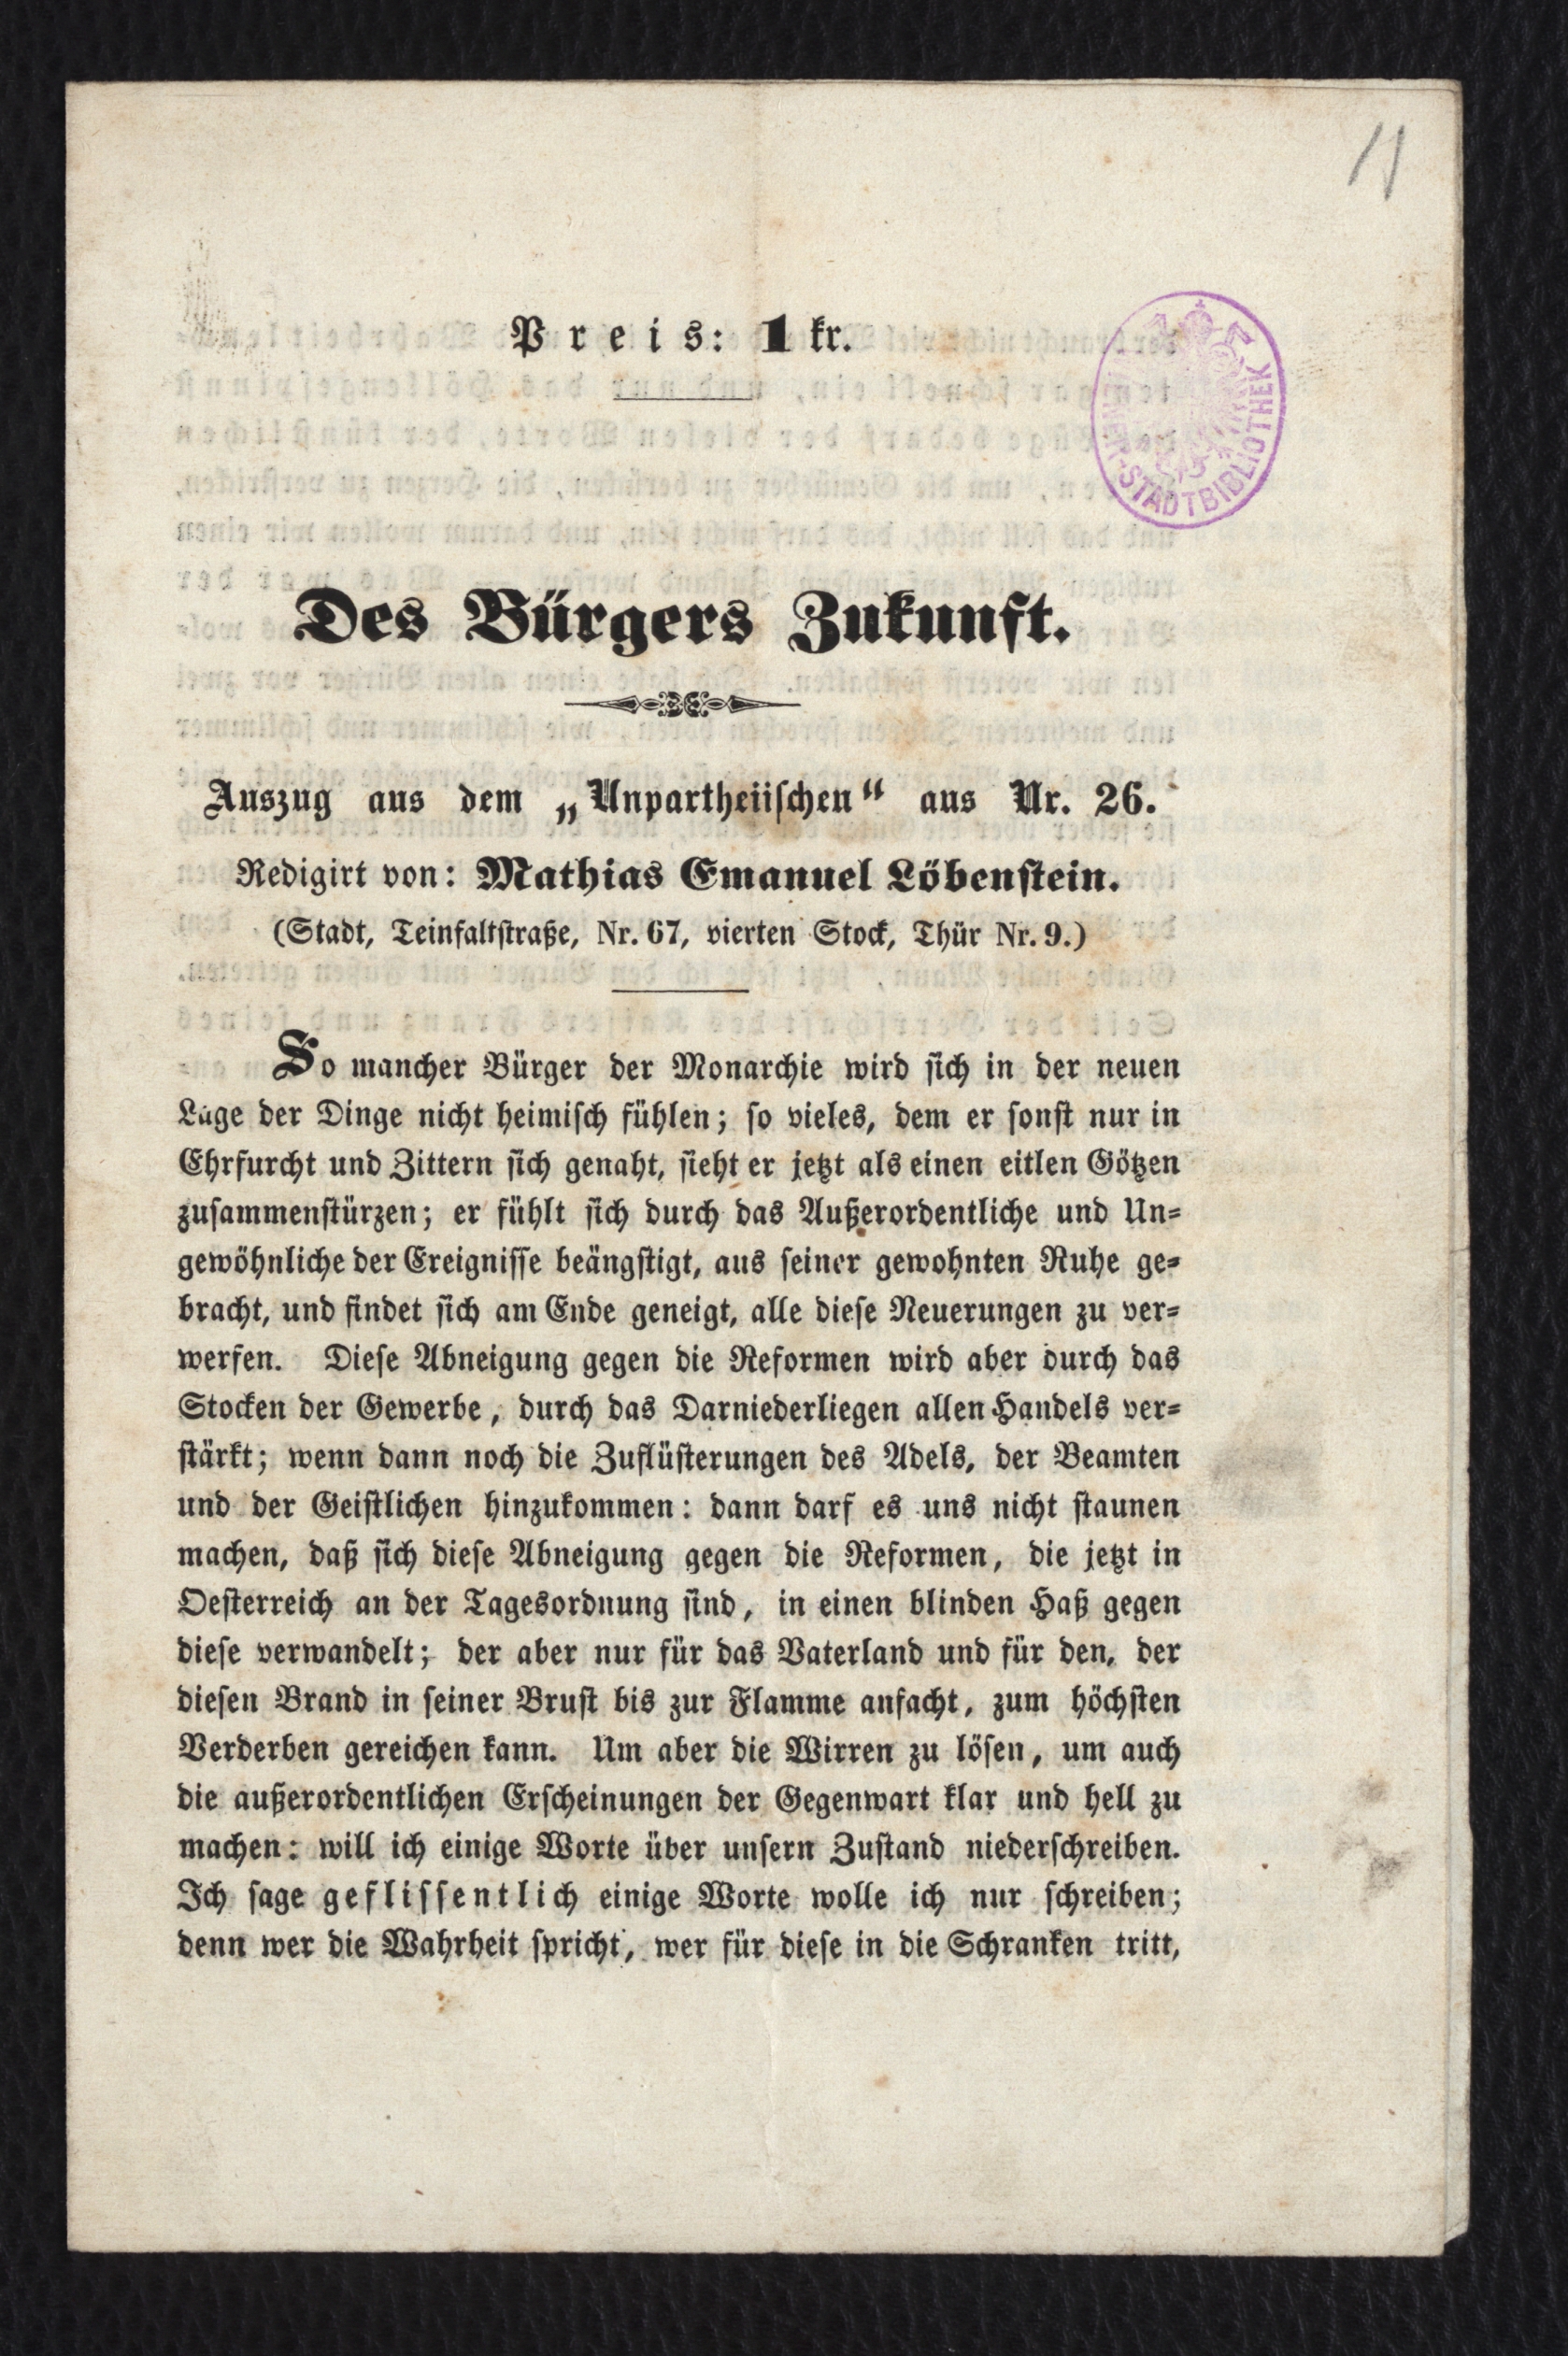 11
Preis: 1 kr.
STADTBIBLIOTHEK
Des Bürgers Zukunft.
Auszug aus dem „Unpartheiischen“ aus Nr. 26.
Redigirt von: Mathias Emanuel Löbenstein.
(Stadt, Teinfaltstraße, Nr. 67, vierten Stock, Thür Nr. 9.)
So mancher Bürger der Monarchie wird sich in der neuen
Lage der Dinge nicht heimisch fühlen; so vieles, dem er sonst nur in
Ehrfurcht und Zittern sich genaht, sieht er jetzt als einen eitlen Götzen
zusammenstürzen; er fühlt sich durch das Außerordentliche und Un-
gewöhnliche der Ereignisse beängstigt, aus seiner gewohnten Ruhe ge-
bracht, und findet sich am Ende geneigt, alle diese Neuerungen zu ver-
werfen. Diese Abneigung gegen die Reformen wird aber durch das
Stocken der Gewerbe, durch das Darniederliegen allen Handels ver-
stärkt; wenn dann noch die Zuflüsterungen des Adels, der Beamten
und der Geistlichen hinzukommen: dann darf es uns nicht staunen
machen, daß sich diese Abneigung gegen die Reformen, die jetzt in
Oesterreich an der Tagesordnung sind, in einen blinden Haß gegen
diese verwandelt; der aber nur für das Vaterland und für den, der
diesen Brand in seiner Brust bis zur Flamme anfacht, zum höchsten
Verderben gereichen kann. Um aber die Wirren zu lösen, um auch
die außerordentlichen Erscheinungen der Gegenwart klar und hell zu
machen: will ich einige Worte über unsern Zustand niederschreiben.
Ich sage geflissentlich einige Worte wolle ich nur schreiben;
denn wer die Wahrheit spricht, wer für diese in die Schranken tritt,